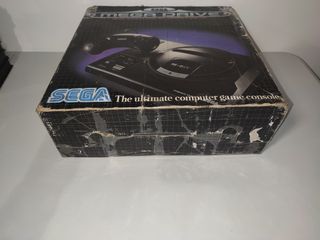 MEGA DRIVE
SEGA
The ultimate computer game console